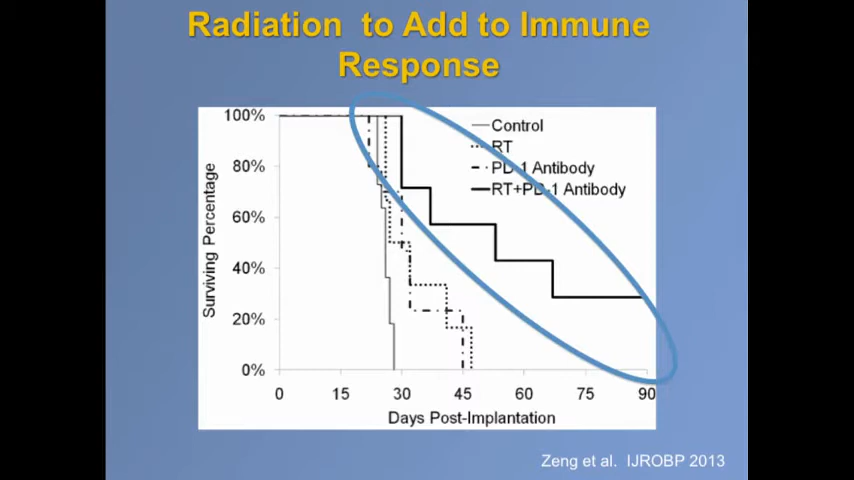 Radiation  to Add to Immune
Response
100%
80%
60%
40%
20%
0%
Surviving Percentage
Control
RT
PD-1 Antibody
RT+PD-1 Antibody
0 15 30 45 60 75 90
Days Post-Implantation
Zeng et al.  IJROBP 2013